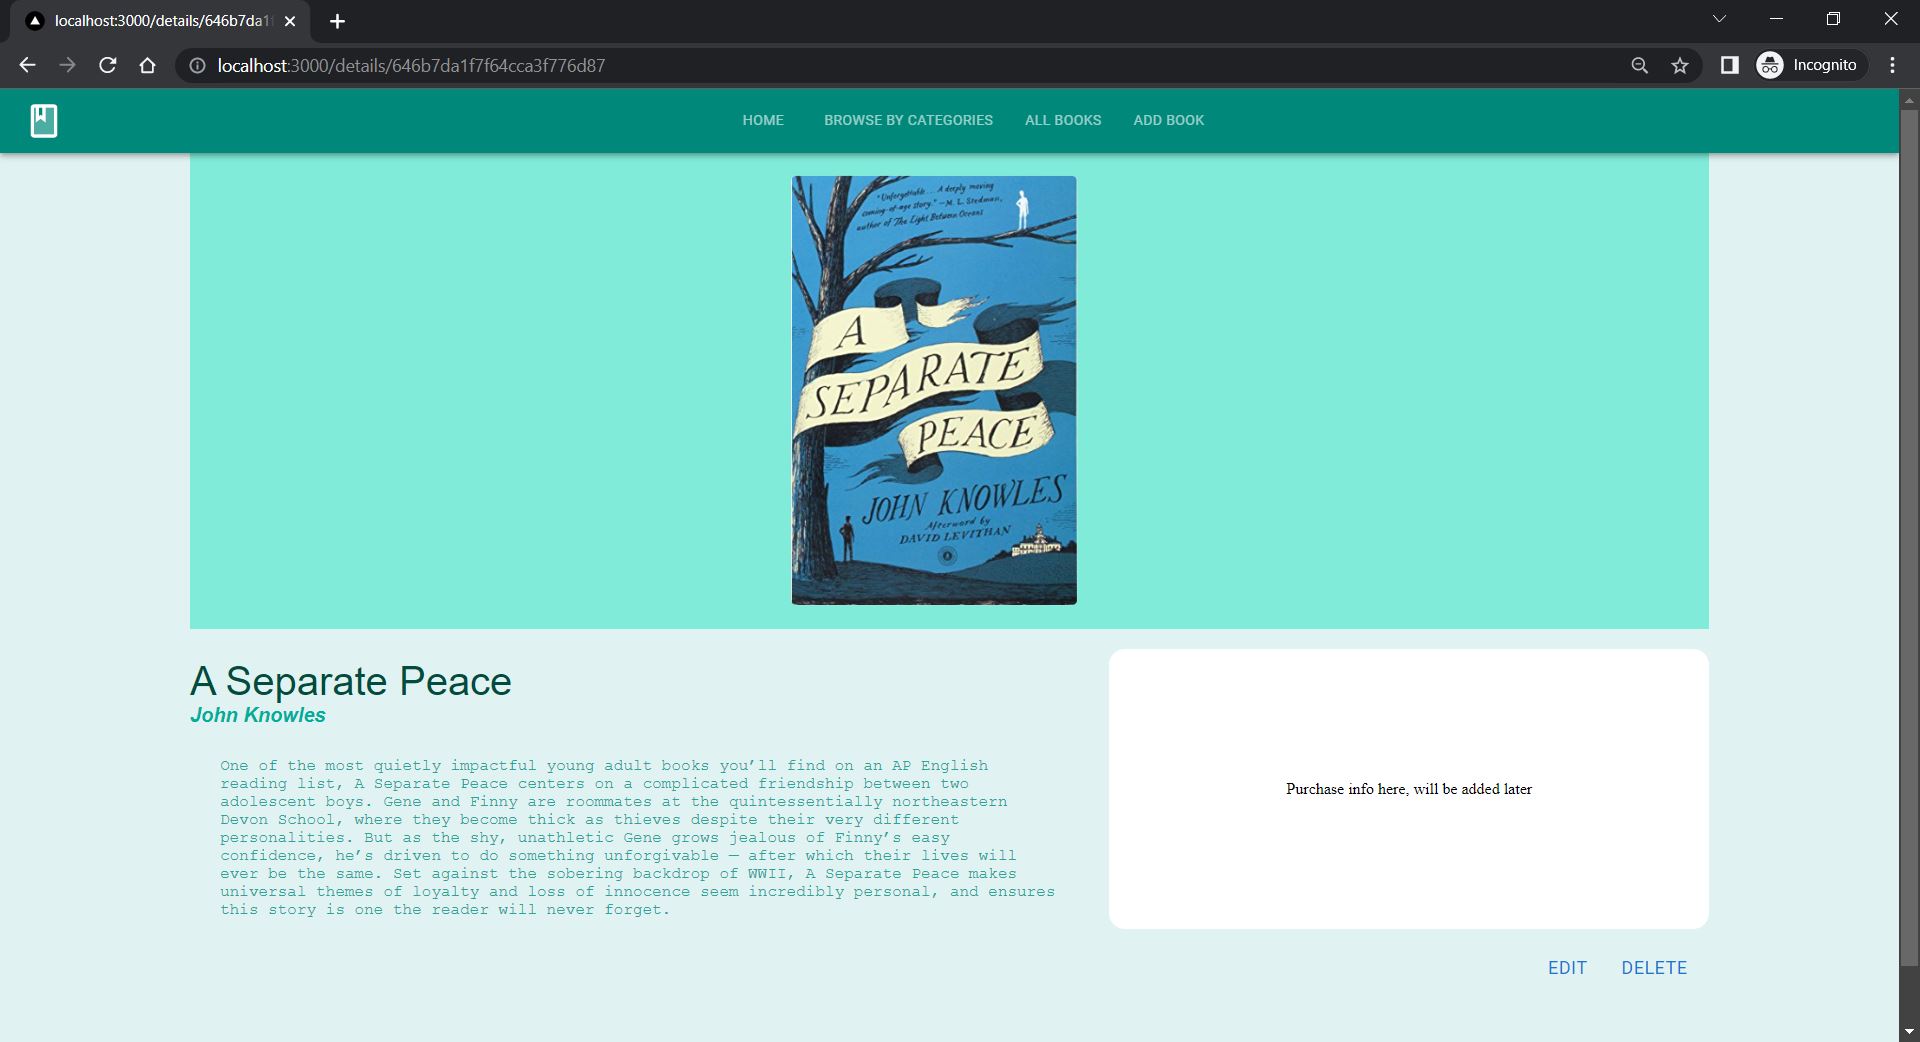 localhost:3000/details/646b7da1f
localhost:3000/details/646b7da1f7f64cca3f776d87
Incognito
HOME BROWSE BY CATEGORIES ALL BOOKS ADD BOOK
"Unforgettable . . . A deeply moving
coming-of-age story." —M. L. Stedman,
author of The Light Between Oceans
A
SEPARATE
PEACE
JOHN KNOWLES
Afterword by
DAVID LEVITHAN
A Separate Peace
John Knowles
One of the most quietly impactful young adult books you’ll find on an AP English
reading list, A Separate Peace centers on a complicated friendship between two
adolescent boys. Gene and Finny are roommates at the quintessentially northeastern
Devon School, where they become thick as thieves despite their very different
personalities. But as the shy, unathletic Gene grows jealous of Finny’s easy
confidence, he’s driven to do something unforgivable — after which their lives will
ever be the same. Set against the sobering backdrop of WWII, A Separate Peace makes
universal themes of loyalty and loss of innocence seem incredibly personal, and ensures
this story is one the reader will never forget.
Purchase info here, will be added later
EDIT DELETE